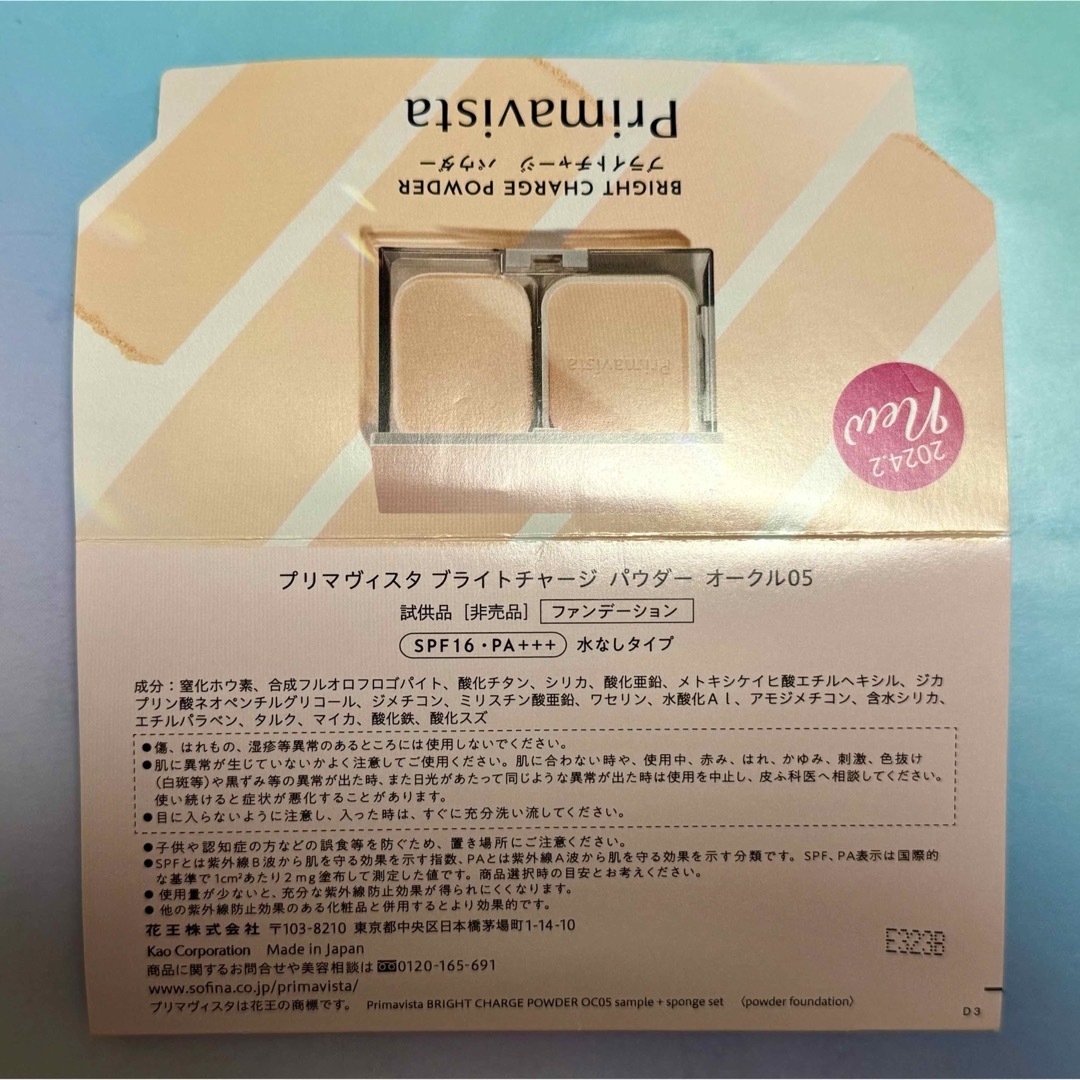 Primavista
ブライトチャージ パウダー
BRIGHT CHARGE POWDER
Primavista
New
2024.2
プリマヴィスタ ブライトチャージ パウダー オークル05
試供品 [非売品] ファンデーション
SPF16・PA+++ 水なしタイプ
成分:窒化ホウ素、合成フルオロフロゴパイト、酸化チタン、シリカ、酸化亜鉛、メトキシケイヒ酸エチルヘキシル、ジカ
プリン酸ネオペンチルグリコール、ジメチコン、ミリスチン酸亜鉛、ワセリン、水酸化Al、アモジメチコン、含水シリカ、
エチルパラベン、タルク、マイカ、酸化鉄、酸化スズ
●傷、はれもの、湿疹等異常のあるところには使用しないでください。
●肌に異常が生じていないかよく注意してご使用ください。肌に合わない時や、使用中、赤み、はれ、かゆみ、刺激、色抜け
(白斑等)や黒ずみ等の異常が出た時、また日光があたって同じような異常が出た時は使用を中止し、皮ふ科医へ相談してください。
使い続けると症状が悪化することがあります。
●目に入らないように注意し、入った時は、すぐに充分洗い流してください。
●子供や認知症の方などの誤食等を防ぐため、置き場所にご注意ください。
●SPFとは紫外線B波から肌を守る効果を示す指数、PAとは紫外線A波から肌を守る効果を示す分類です。SPF、PA表示は国際的
な基準で1cm²あたり2mg塗布して測定した値です。商品選択時の目安とお考えください。
●使用量が少ないと、充分な紫外線防止効果が得られにくくなります。
●他の紫外線防止効果のある化粧品と併用するとより効果的です。
花王株式会社 〒103-8210 東京都中央区日本橋茅場町1-14-10
Kao Corporation Made in Japan
E323B
商品に関するお問合せや美容相談は 0120-165-691
www.sofina.co.jp/primavista/
プリマヴィスタは花王の商標です。 Primavista BRIGHT CHARGE POWDER OC05 sample + sponge set 〈powder foundation〉
D3